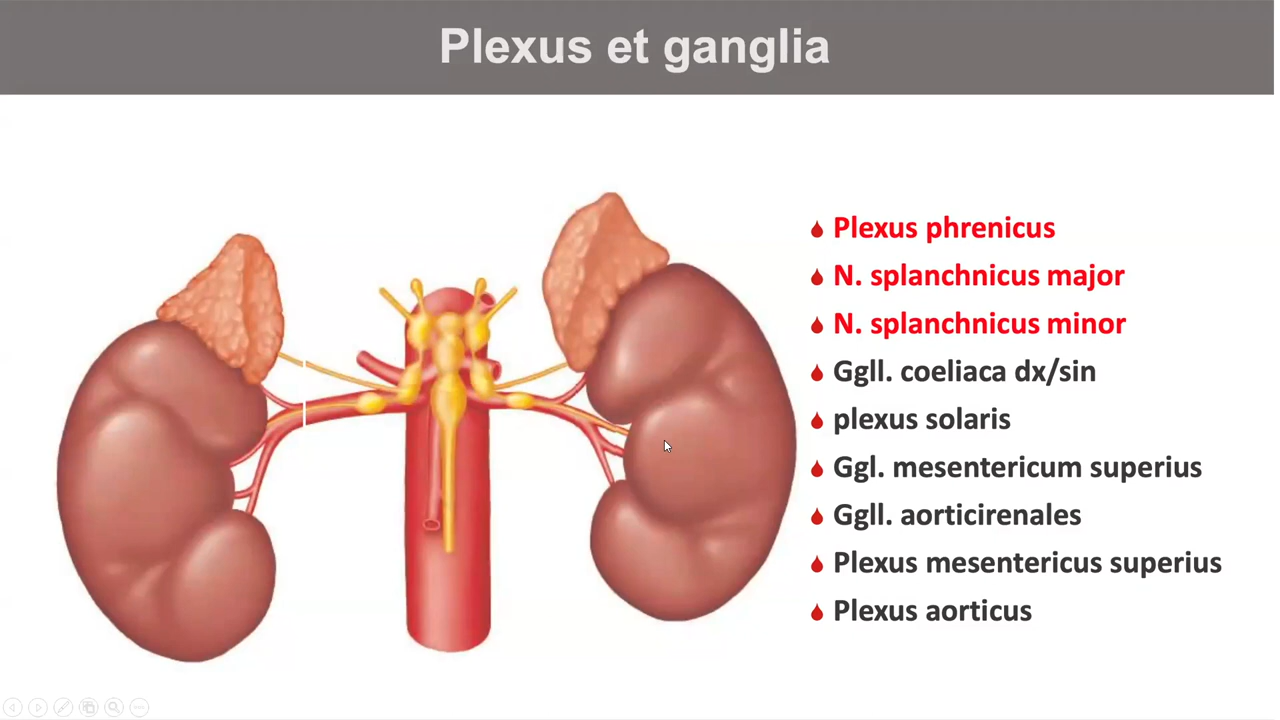 Plexus et ganglia
Plexus phrenicus
N. splanchnicus major
N. splanchnicus minor
Ggll. coeliaca dx/sin
plexus solaris
Ggl. mesentericum superius
Ggll. aorticirenales
Plexus mesentericus superius
Plexus aorticus